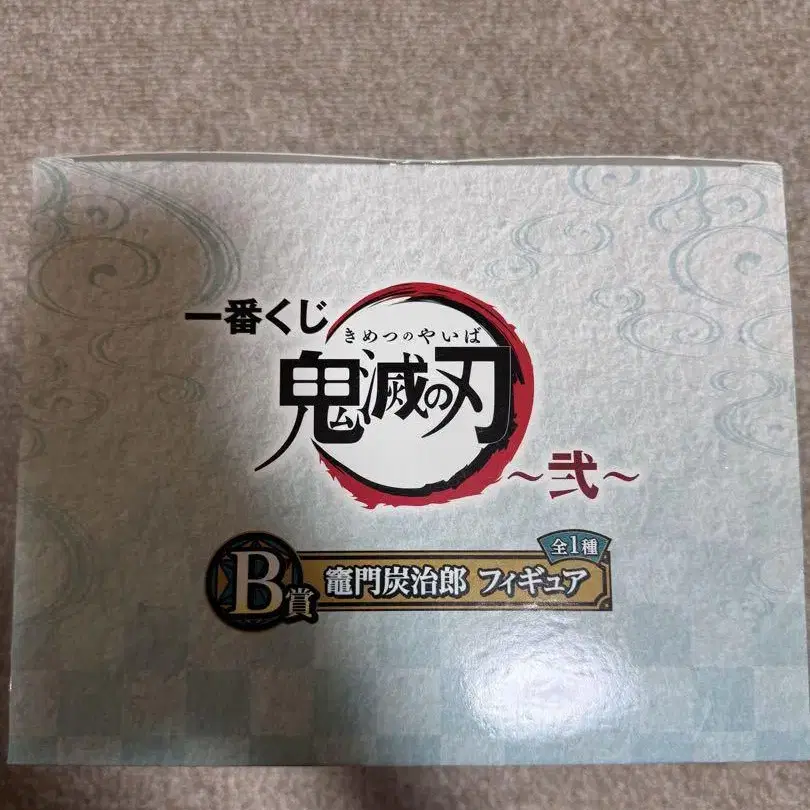 一番くじ
きめつのやいば
鬼滅の刃
～弐～
全1種
B賞 竈門炭治郎 フィギュア